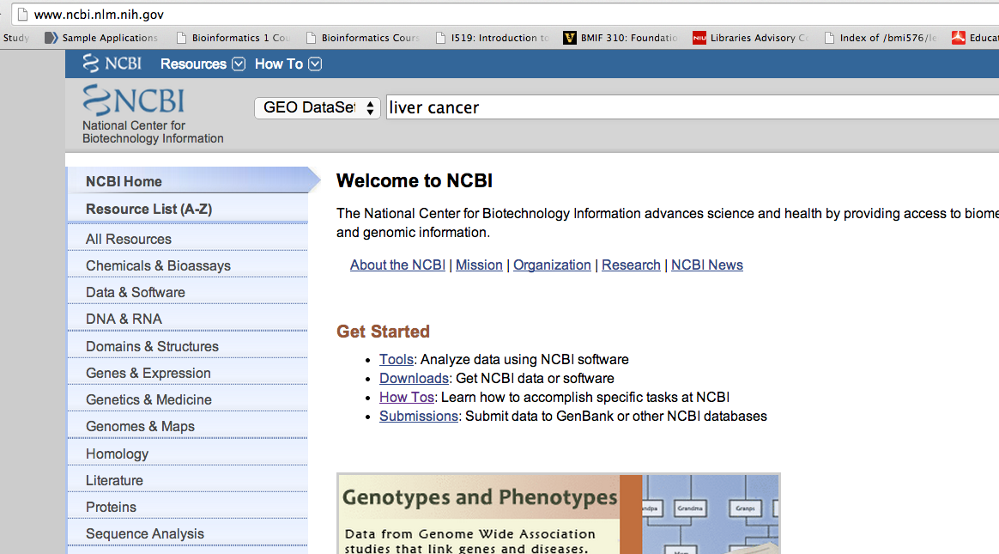 www.ncbi.nlm.nih.gov
Study Sample Applications Bioinformatics 1 Cou Bioinformatics Cours I519: Introduction to BMIF 310: Foundatio NIU Libraries Advisory Co Index of /bmi576/le Educat
NCBI Resources How To
NCBI
National Center for
Biotechnology Information
GEO DataSet liver cancer
NCBI Home
Resource List (A-Z)
All Resources
Chemicals & Bioassays
Data & Software
DNA & RNA
Domains & Structures
Genes & Expression
Genetics & Medicine
Genomes & Maps
Homology
Literature
Proteins
Sequence Analysis
Welcome to NCBI
The National Center for Biotechnology Information advances science and health by providing access to biome
and genomic information.
About the NCBI | Mission | Organization | Research | NCBI News
Get Started
• Tools: Analyze data using NCBI software
• Downloads: Get NCBI data or software
• How Tos: Learn how to accomplish specific tasks at NCBI
• Submissions: Submit data to GenBank or other NCBI databases
Genotypes and Phenotypes
Data from Genome Wide Association
studies that link genes and diseases.
ndpa Grandma Gramps
Mom